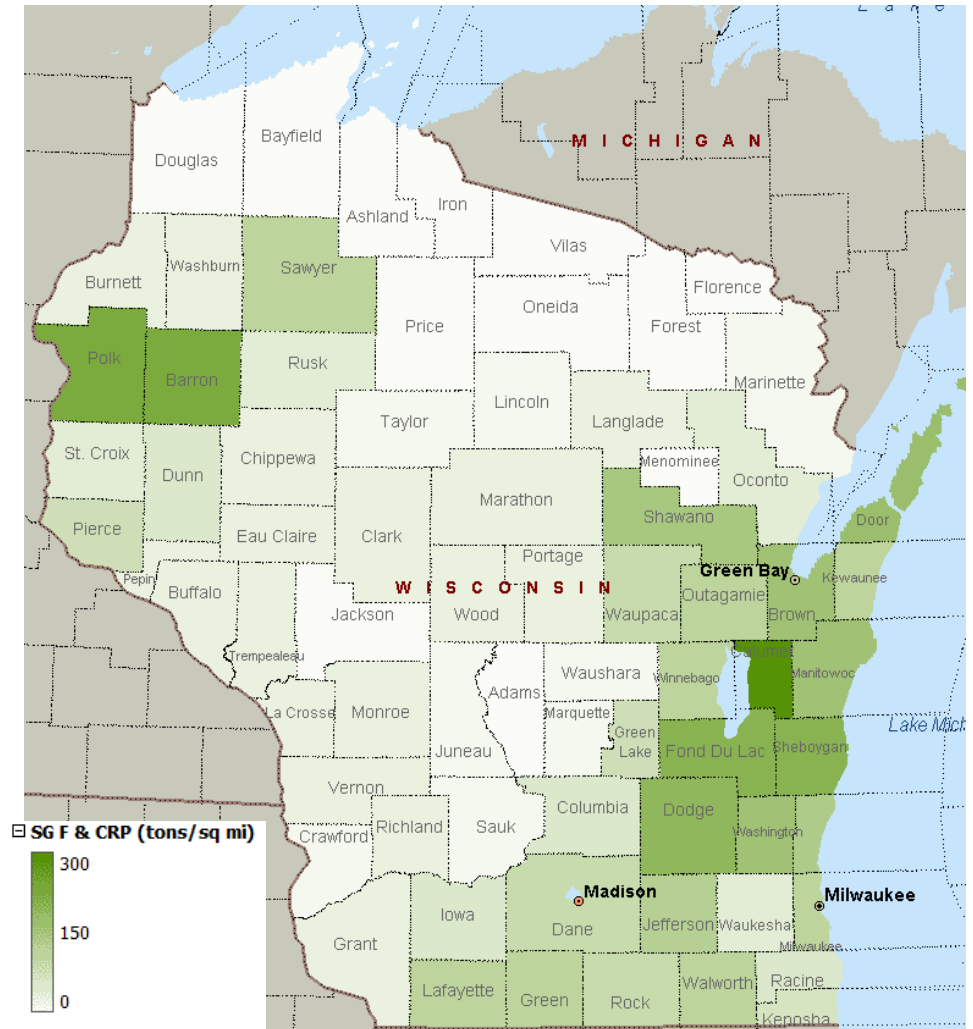 L a k e
M I C H I G A N
Bayfield
Douglas
Iron
Ashland
Vilas
Washburn
Sawyer
Burnett
Florence
Oneida
Price
Forest
Polk
Rusk
Barron
Marinette
Lincoln
Taylor
Langlade
St. Croix
Chippewa
Menominee
Dunn
Oconto
Marathon
Shawano
Door
Pierce
Eau Claire
Clark
Portage
Green Bay
Pepin
Kewaunee
Buffalo
W I S C O N S I N
Outagamie
Jackson
Wood
Waupaca
Brown
Calumet
Trempealeau
Waushara
Winnebago
Manitowoc
Adams
La Crosse
Monroe
Marquette
Green
Lake
Lake Mich
Juneau
Fond Du Lac
Sheboygan
Vernon
Columbia
Dodge
SG F & CRP (tons/sq mi)
Crawford
Richland
Sauk
Washington
300
Madison
Milwaukee
150
Iowa
Dane
Jefferson
Waukesha
Grant
Milwaukee
0
Lafayette
Green
Rock
Walworth
Racine
Kenosha